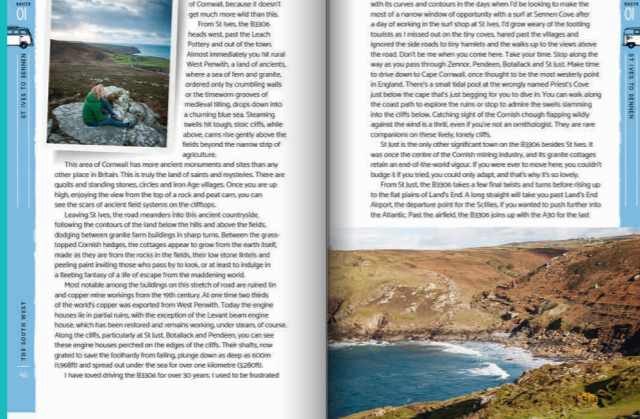 ROUTE
01
ST IVES TO SENNEN
THE SOUTH WEST
of Cornwall, because it doesn't
get much more wild than this.
From St Ives, the B3306
heads west, past the Leach
Pottery and out of the town.
Almost immediately you hit rural
West Penwith, a land of ancients,
where a sea of fern and granite,
ordered only by crumbling walls
or the timeworn grooves of
medieval tilling, drops down into
a churning blue sea. Steaming
swells hit tough, stoic cliffs, while
above, carns rise gently above the
fields beyond the narrow strip of
agriculture.
This area of Cornwall has more ancient monuments and sites than any
other place in Britain. This is truly the land of saints and mysteries. There are
quoits and standing stones, circles and Iron Age villages. Once you are up
high, enjoying the view from the top of a rock and peat carn, you can
see the scars of ancient field systems on the clifftops.
Leaving St Ives, the road meanders into this ancient countryside,
following the contours of the land below the hills and above the fields,
dodging between granite farm buildings in sharp turns. Between the grass-
topped Cornish hedges, the cottages appear to grow from the earth itself,
made as they are from the rocks in the fields, their low stone lintels and
peeling paint inviting those who pass by to look, or at least to indulge in
a fleeting fantasy of a life of escape from the maddening world.
Most notable among the buildings on this stretch of road are ruined tin
and copper mine workings from the 19th century. At one time two thirds
of the world's copper was exported from West Penwith. Today the engine
houses lie in partial ruins, with the exception of the Levant beam engine
house, which has been restored and remains working, under steam, of course.
Along the cliffs, particularly at St Just, Botallack and Pendeen, you can see
these engine houses perched on the edges of the cliffs. Their shafts, now
grated to save the foolhardy from falling, plunge down as deep as 600m
(1,968ft) and spread out under the sea for over one kilometre (3,280ft).
I have loved driving the B3306 for over 30 years. I used to be frustrated
with its curves and contours in the days when I'd be looking to make the
most of a narrow window of opportunity with a surf at Sennen Cove after
a day of working in the surf shop at St Ives. I'd grow weary of the tootling
tourists as I missed out on the tiny coves, hared past the villages and
ignored the side roads to tiny hamlets and the walks up to the views above
the road. Don't be me when you come here. Take your time. Stop along the
way as you pass through Zennor, Pendeen, Botallack and St Just. Make time
to drive down to Cape Cornwall, once thought to be the most westerly point
in England. There's a small tidal pool at the wrongly named Priest's Cove
just below the cape that's just begging for you to dive in. You can walk along
the coast path to explore the ruins or stop to admire the swells slamming
into the cliffs below. Catching sight of the Cornish chough flapping wildly
against the wind is a thrill, even if you're not an ornithologist. They are rare
companions on these lively, lonely cliffs.
St Just is the only other significant town on the B3306 besides St Ives. It
was once the centre of the Cornish mining industry, and its granite cottages
retain an end-of-the-world vigour. If you were ever to move here, you couldn't
budge it if you tried, you could only adapt, and that's why it's so lovely.
From St Just, the B3306 takes a few final twists and turns before rising up
to the flat plains of Land's End. A long straight will take you past Land's End
Airport, the departure point for the Scillies, if you wanted to push further into
the Atlantic. Past the airfield, the B3306 joins up with the A30 for the last
ROUTE
01
ST IVES TO SENNEN